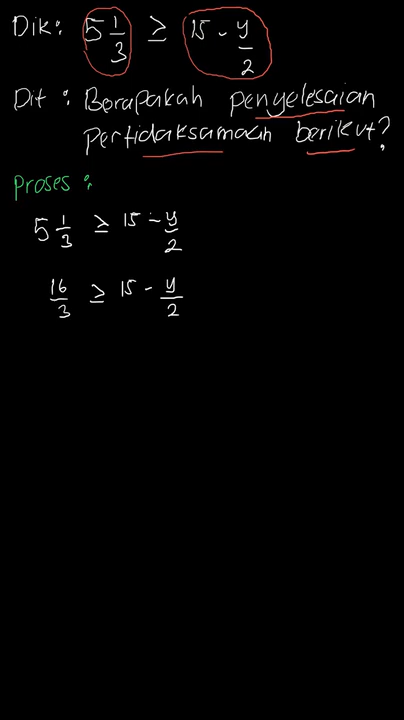 Dik: 5 1/3 ≥ 15 - y/2
Dit: Berapakah penyelesaian
pertidaksamaan berikut?
Proses:
5 1/3 ≥ 15 - y/2
16/3 ≥ 15 - y/2